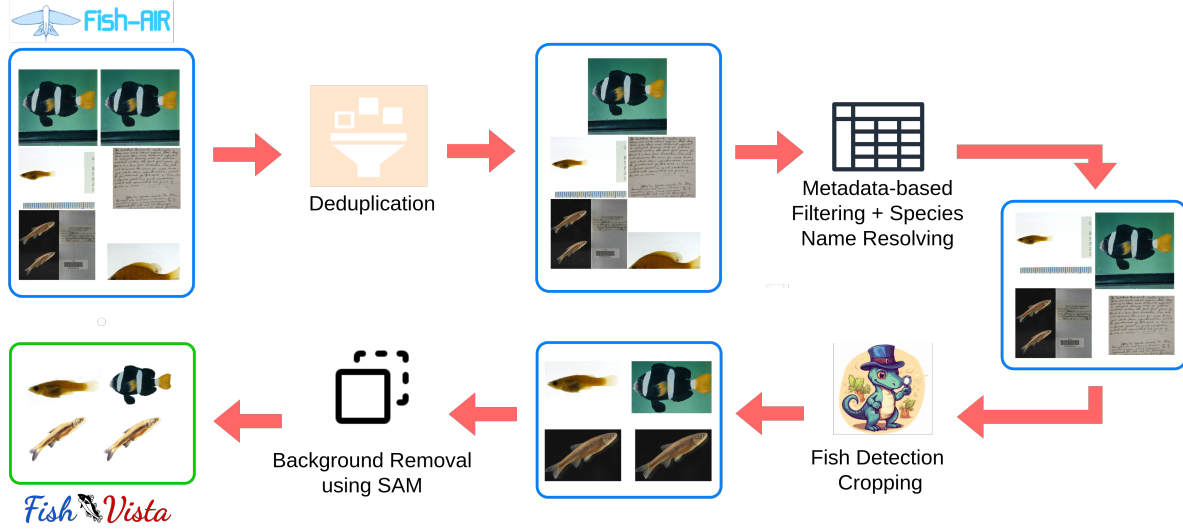 Fish-AIR
Deduplication
Metadata-based
Filtering + Species
Name Resolving
Fish Detection
Cropping
Background Removal
using SAM
Fish Vista